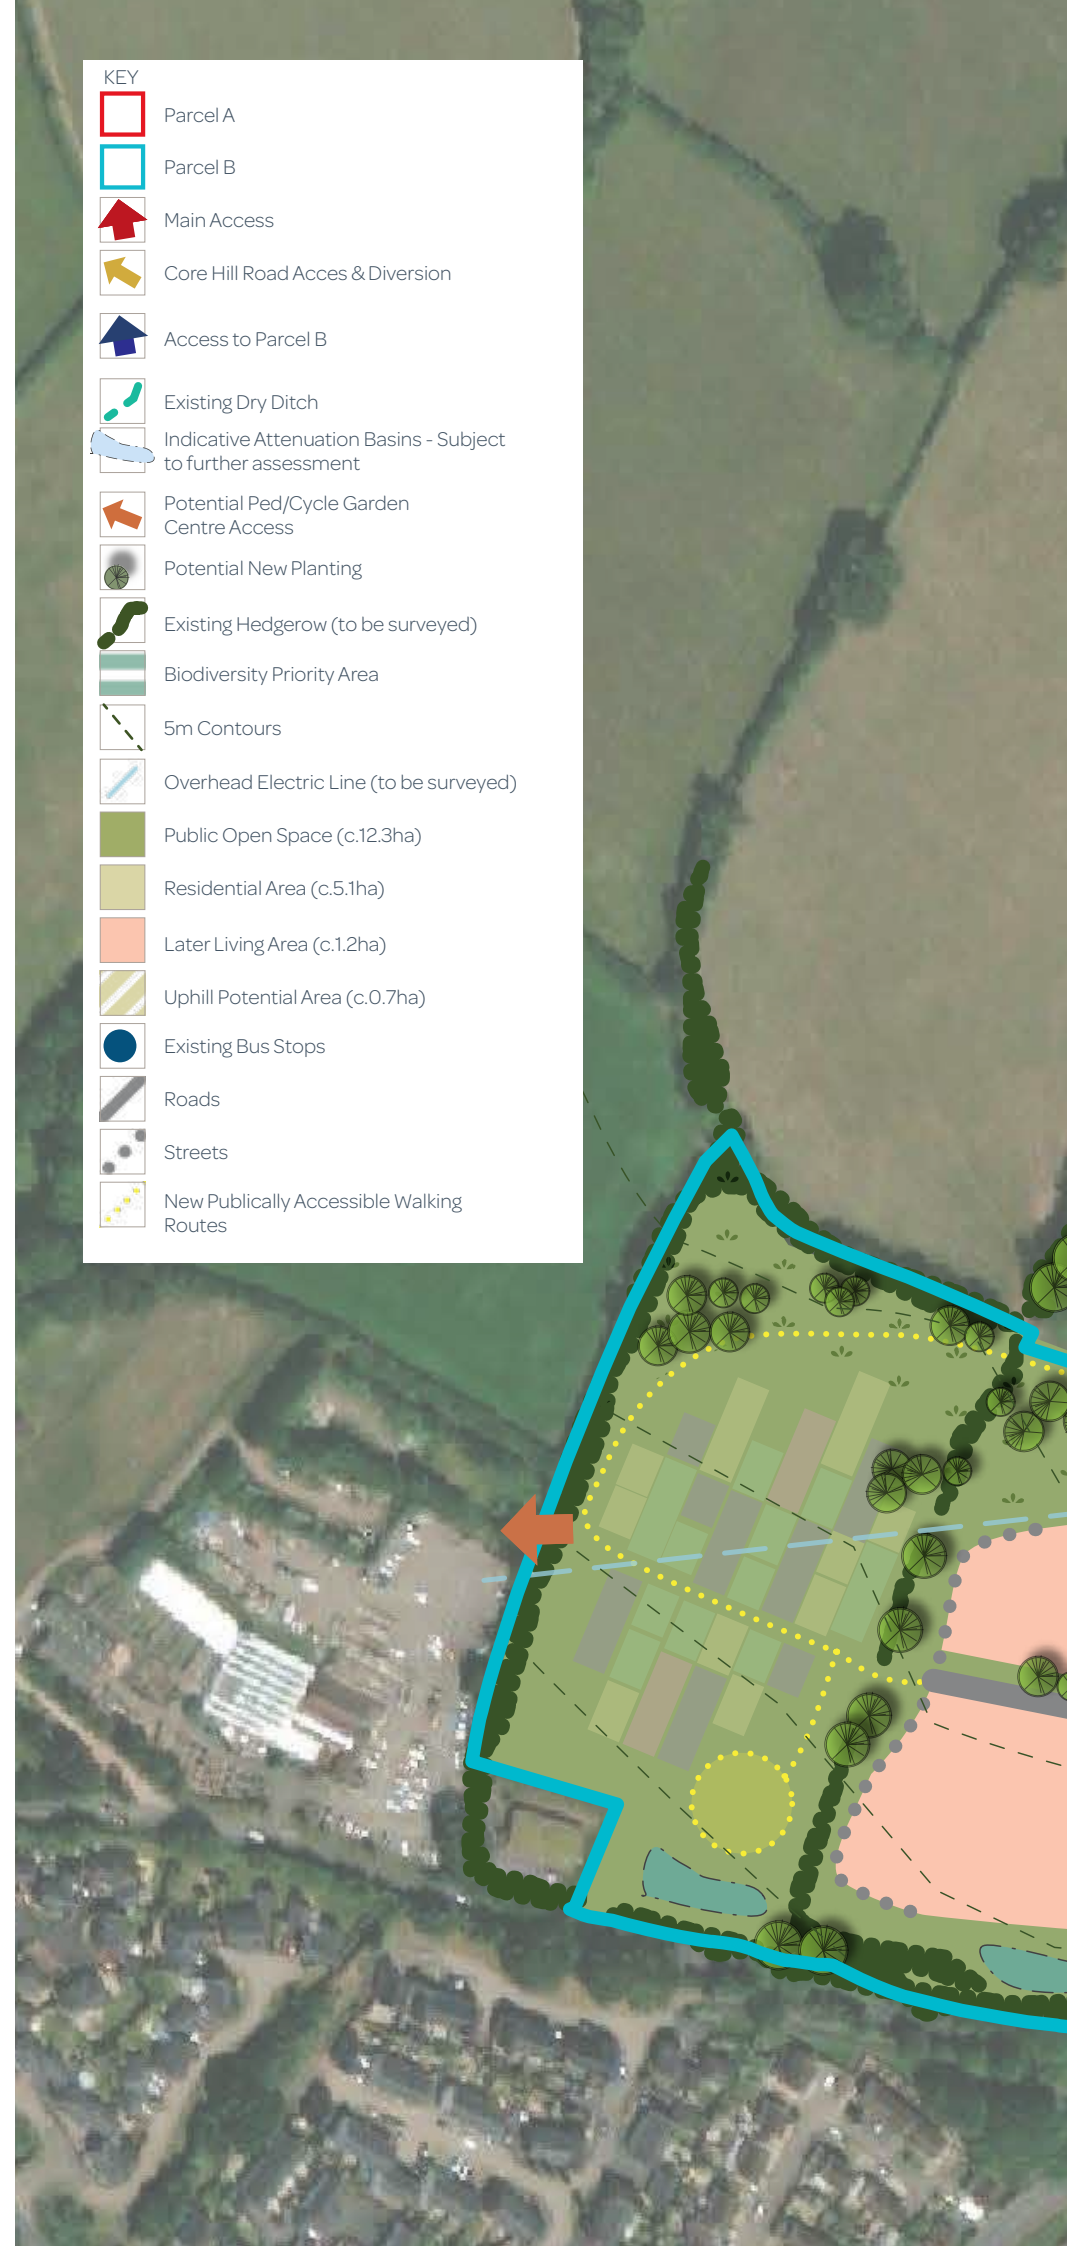 KEY
Parcel A
Parcel B
Main Access
Core Hill Road Acces & Diversion
Access to Parcel B
Existing Dry Ditch
Indicative Attenuation Basins - Subject
to further assessment
Potential Ped/Cycle Garden
Centre Access
Potential New Planting
Existing Hedgerow (to be surveyed)
Biodiversity Priority Area
5m Contours
Overhead Electric Line (to be surveyed)
Public Open Space (c.12.3ha)
Residential Area (c.5.1ha)
Later Living Area (c.1.2ha)
Uphill Potential Area (c.0.7ha)
Existing Bus Stops
Roads
Streets
New Publically Accessible Walking
Routes